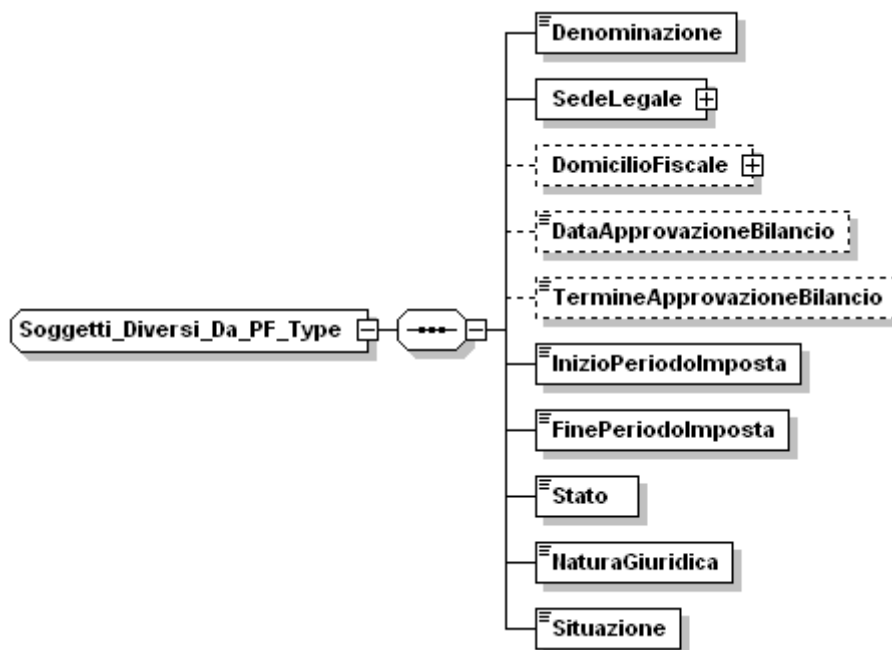 Denominazione
SedeLegale
DomicilioFiscale
DataApprovazioneBilancio
TermineApprovazioneBilancio
Soggetti_Diversi_Da_PF_Type
InizioPeriodoImposta
FinePeriodoImposta
Stato
NaturaGiuridica
Situazione